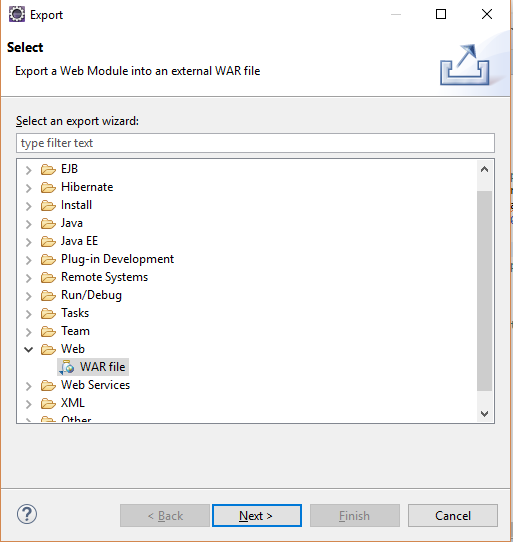 Export
Select
Export a Web Module into an external WAR file
Select an export wizard:
type filter text
EJB
Hibernate
Install
Java
Java EE
Plug-in Development
Remote Systems
Run/Debug
Tasks
Team
Web
WAR file
Web Services
XML
Other
? < Back Next > Finish Cancel